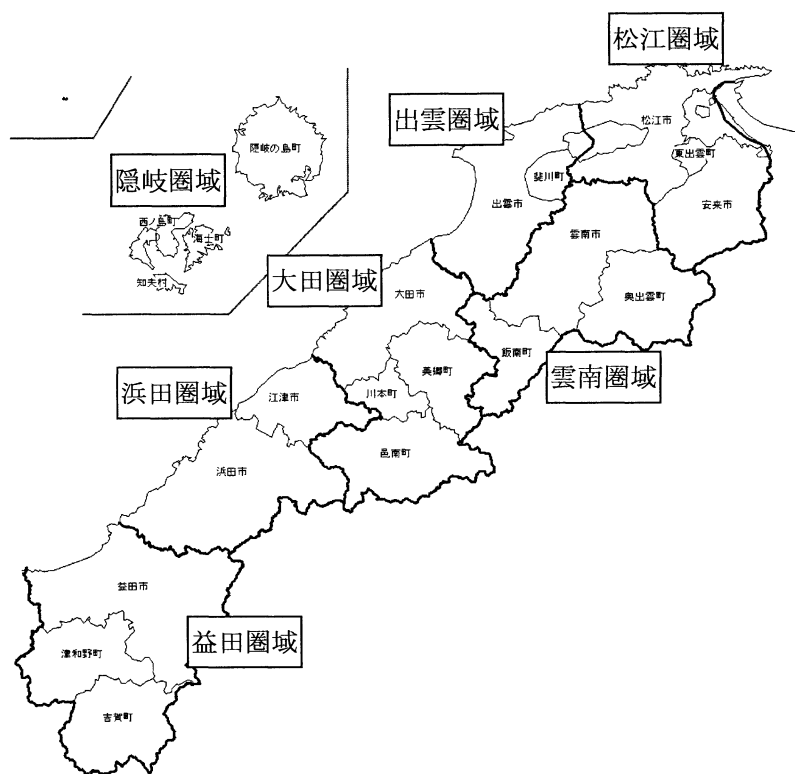 松江圏域
松江市
出雲圏域
隠岐の島町
東出雲町
隠岐圏域
斐川町
出雲市
安来市
西ノ島町
海士町
雲南市
知夫村
大田圏域
大田市
奥出雲町
飯南町
美郷町
雲南圏域
浜田圏域
江津市
川本町
邑南町
浜田市
益田市
益田圏域
津和野町
吉賀町